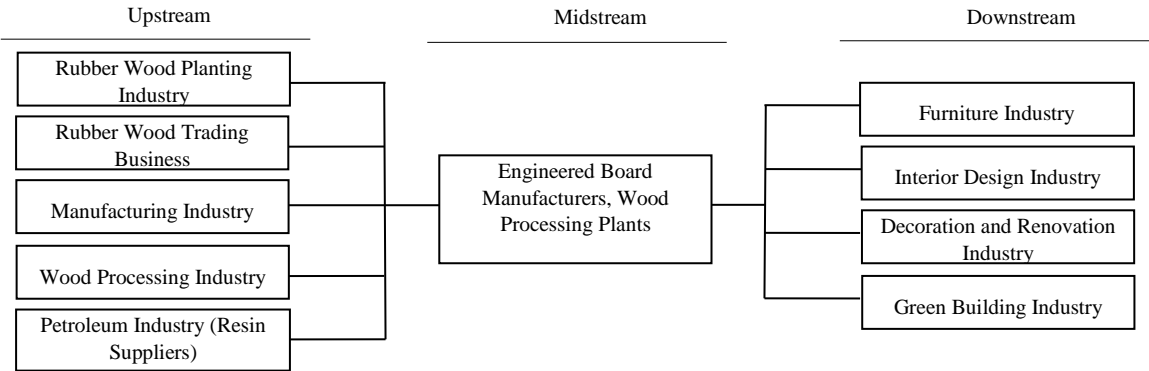 Upstream
Midstream
Downstream
Rubber Wood Planting
Industry
Rubber Wood Trading
Business
Manufacturing Industry
Wood Processing Industry
Petroleum Industry (Resin
Suppliers)
Engineered Board
Manufacturers, Wood
Processing Plants
Furniture Industry
Interior Design Industry
Decoration and Renovation
Industry
Green Building Industry